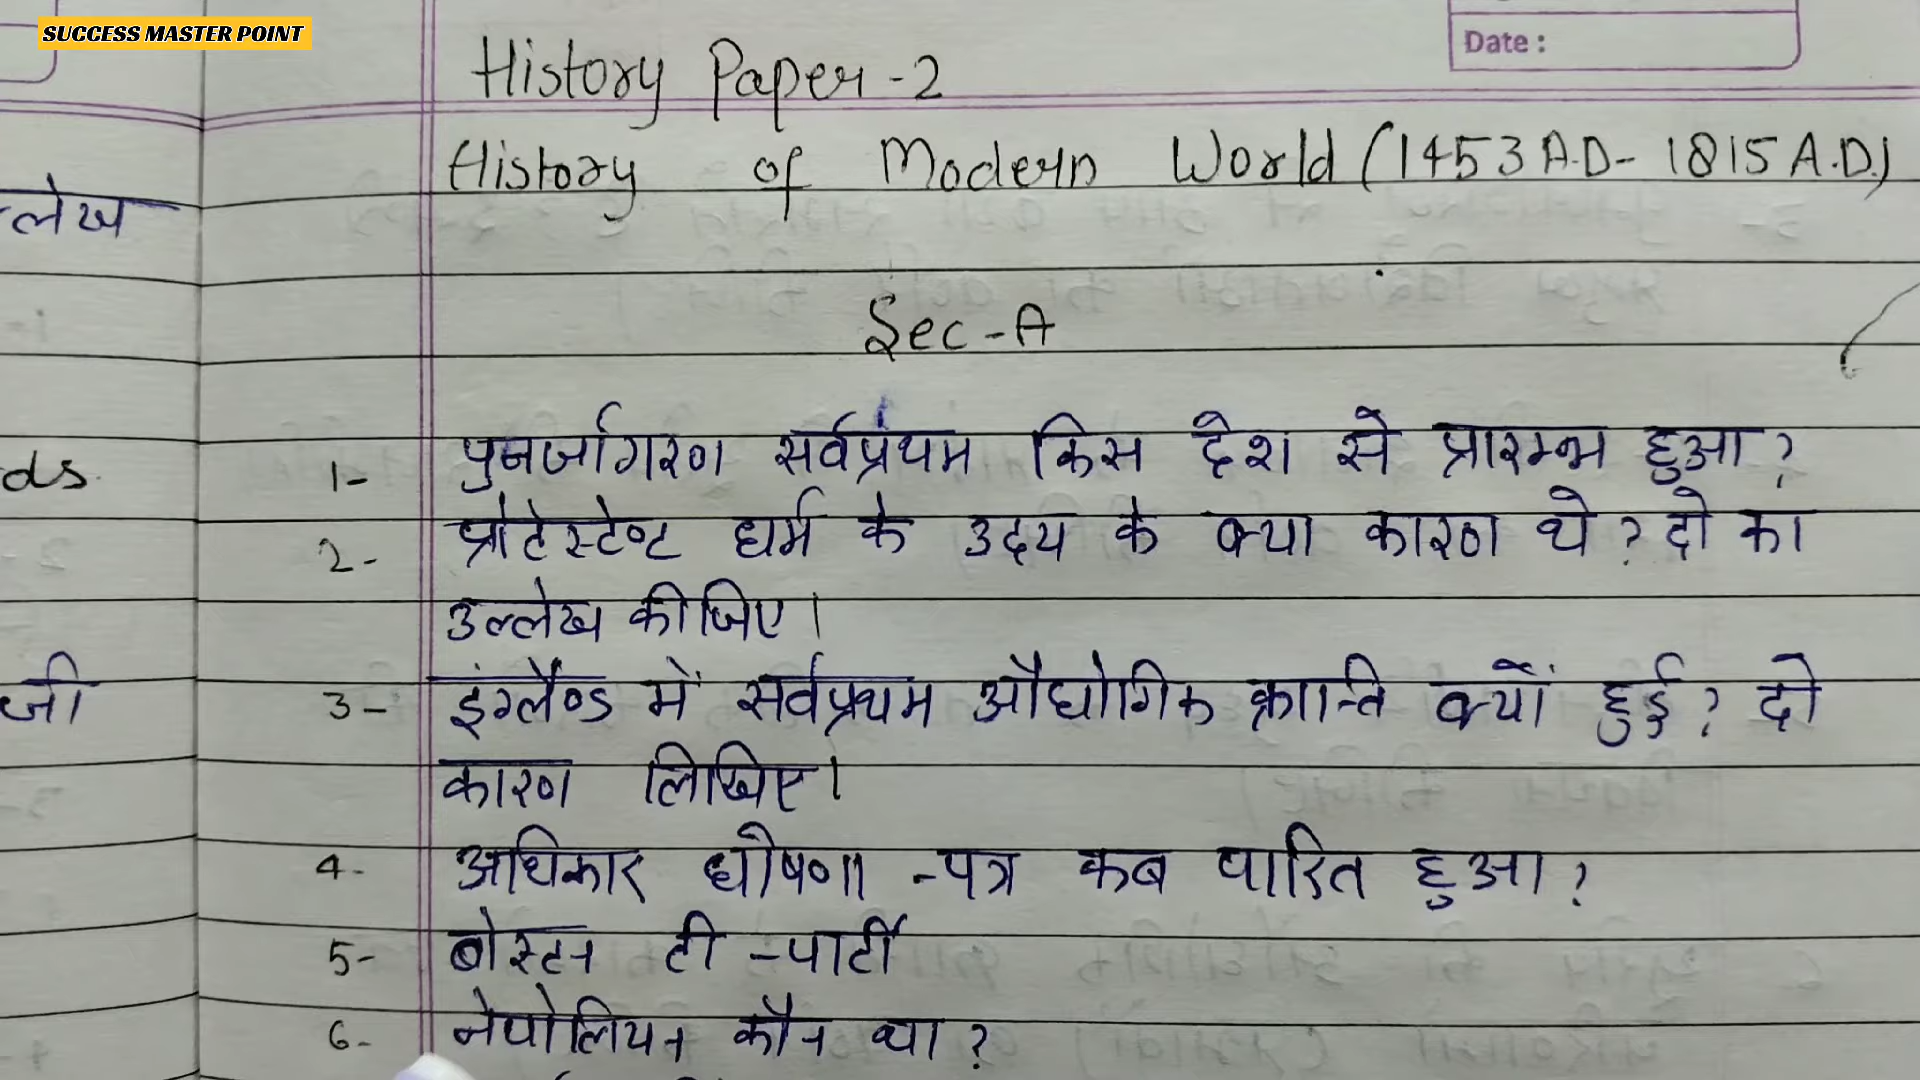 SUCCESS MASTER POINT
Date :
History Paper - 2
History of Modern World (1453 A.D - 1815 A.D.)
लेख
Sec - A
ds.
1- पुनर्जागरण सर्वप्रथम किस देश से प्रारम्भ हुआ?
2- प्रोटेस्टेण्ट धर्म के उदय के क्या कारण थे? दो का
उल्लेख कीजिए।
जी
3- इंग्लैण्ड में सर्वप्रथम औघोगिक क्रान्ति क्यों हुई? दो
कारण लिखिए।
4- अधिकार घोषणा - पत्र कब पारित हुआ?
5- बोस्टन टी - पार्टी
6- नेपोलियन कौन था?